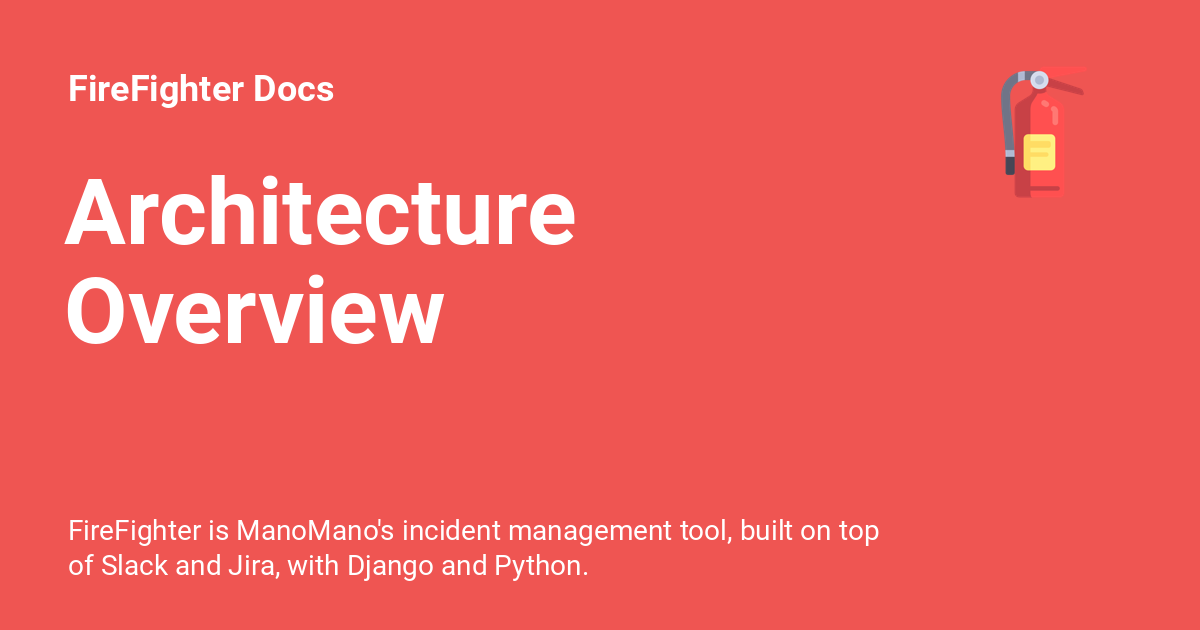 FireFighter Docs
Architecture
Overview
FireFighter is ManoMano's incident management tool, built on top
of Slack and Jira, with Django and Python.